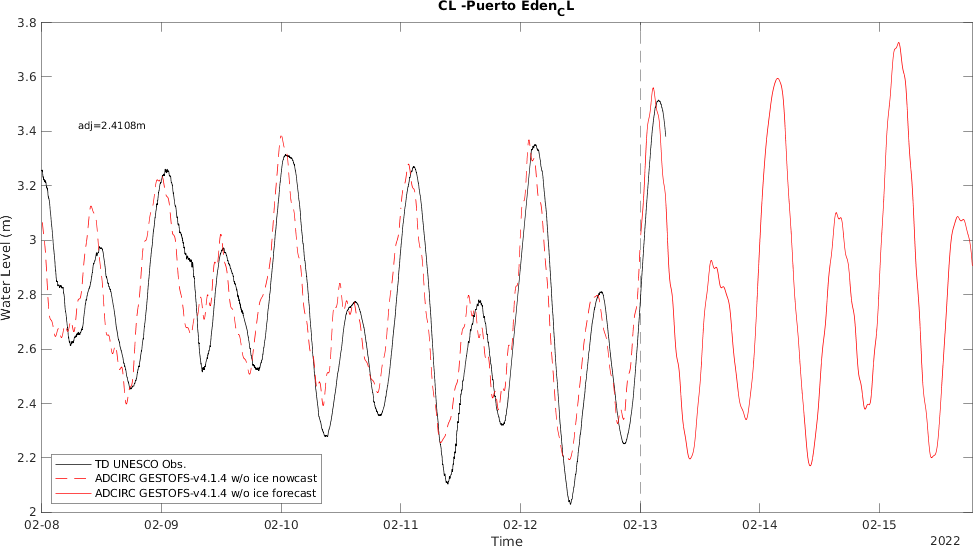 CL -Puerto Eden_CL
3.8
3.6
3.4
3.2
3
2.8
2.6
2.4
2.2
2
Water Level (m)
adj=2.4108m
TD UNESCO Obs.
ADCIRC GESTOFS-v4.1.4 w/o ice nowcast
ADCIRC GESTOFS-v4.1.4 w/o ice forecast
02-08 02-09 02-10 02-11 02-12 02-13 02-14 02-15
Time
2022